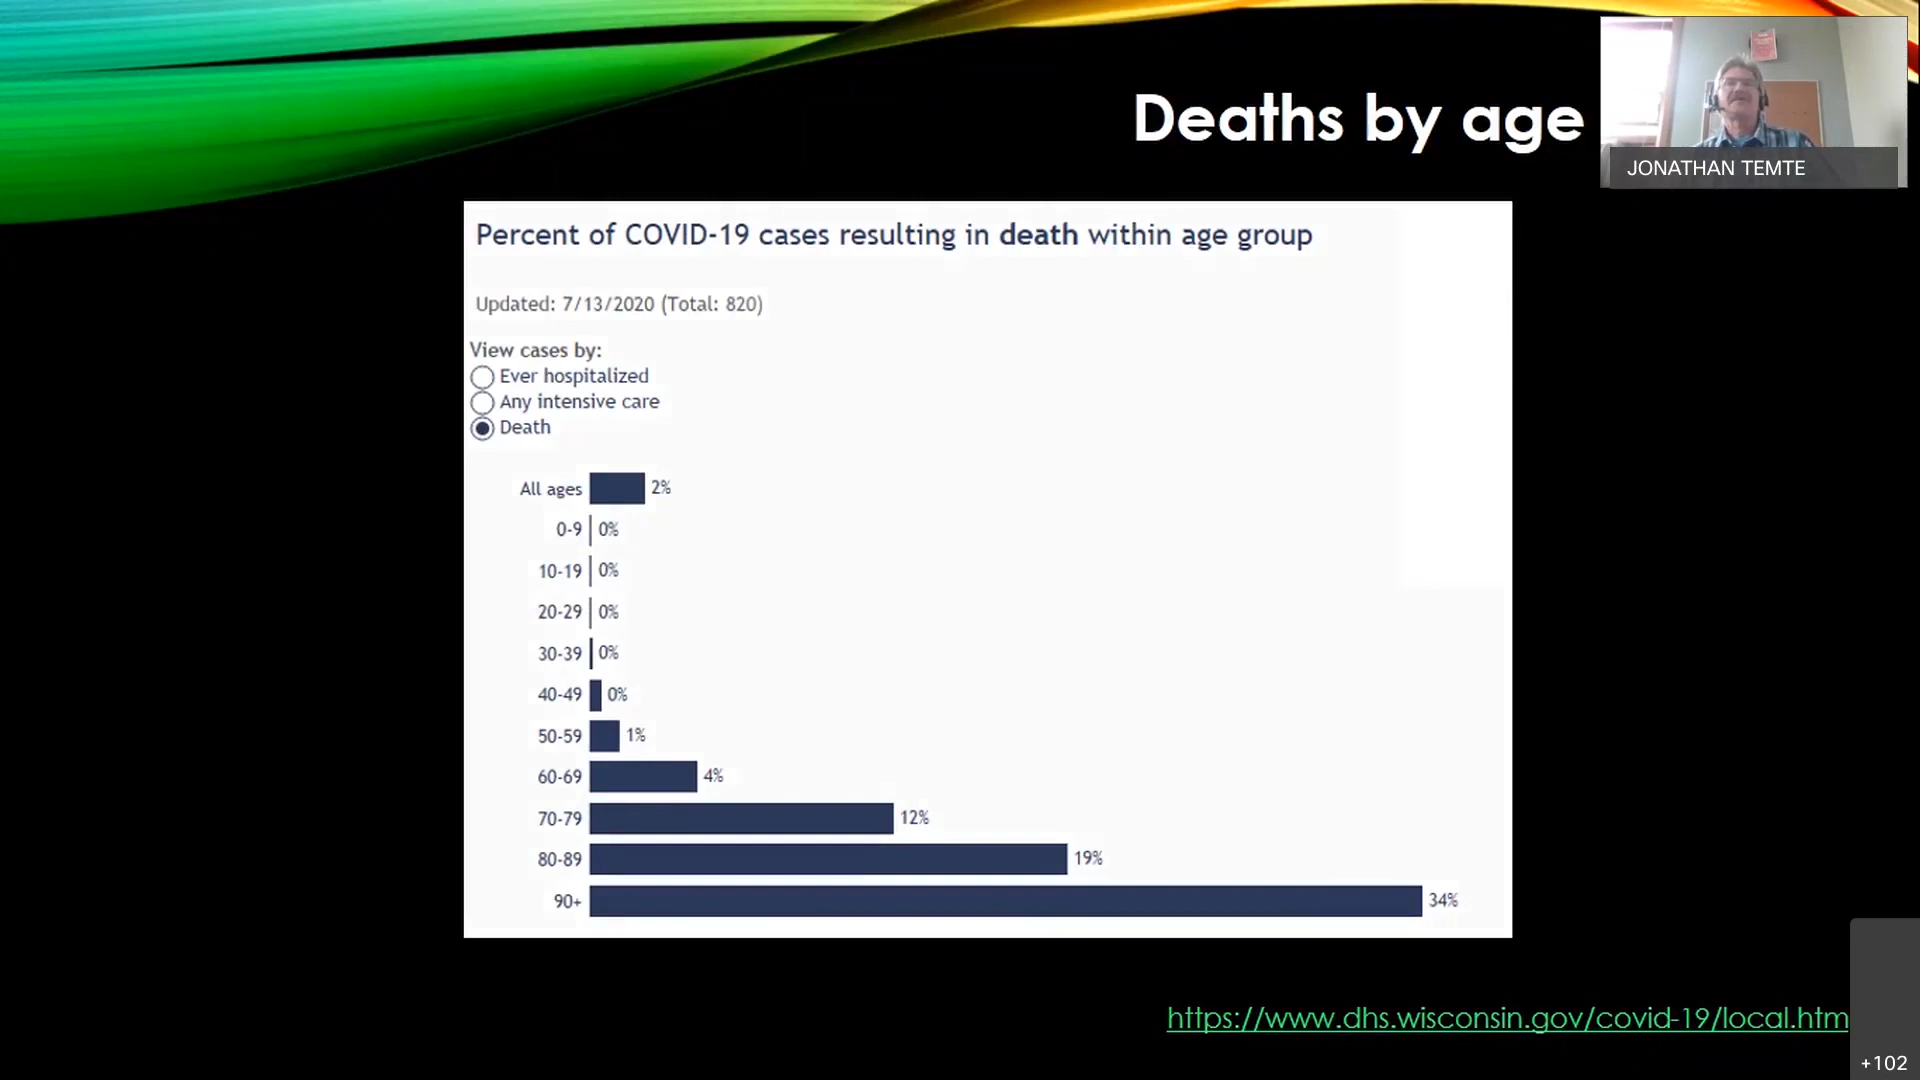 Deaths by age
JONATHAN TEMTE
Percent of COVID-19 cases resulting in death within age group
Updated: 7/13/2020 (Total: 820)
View cases by:
Ever hospitalized
Any intensive care
Death
All ages 2%
0-9 0%
10-19 0%
20-29 0%
30-39 0%
40-49 0%
50-59 1%
60-69 4%
70-79 12%
80-89 19%
90+ 34%
https://www.dhs.wisconsin.gov/covid-19/local.htm
+102